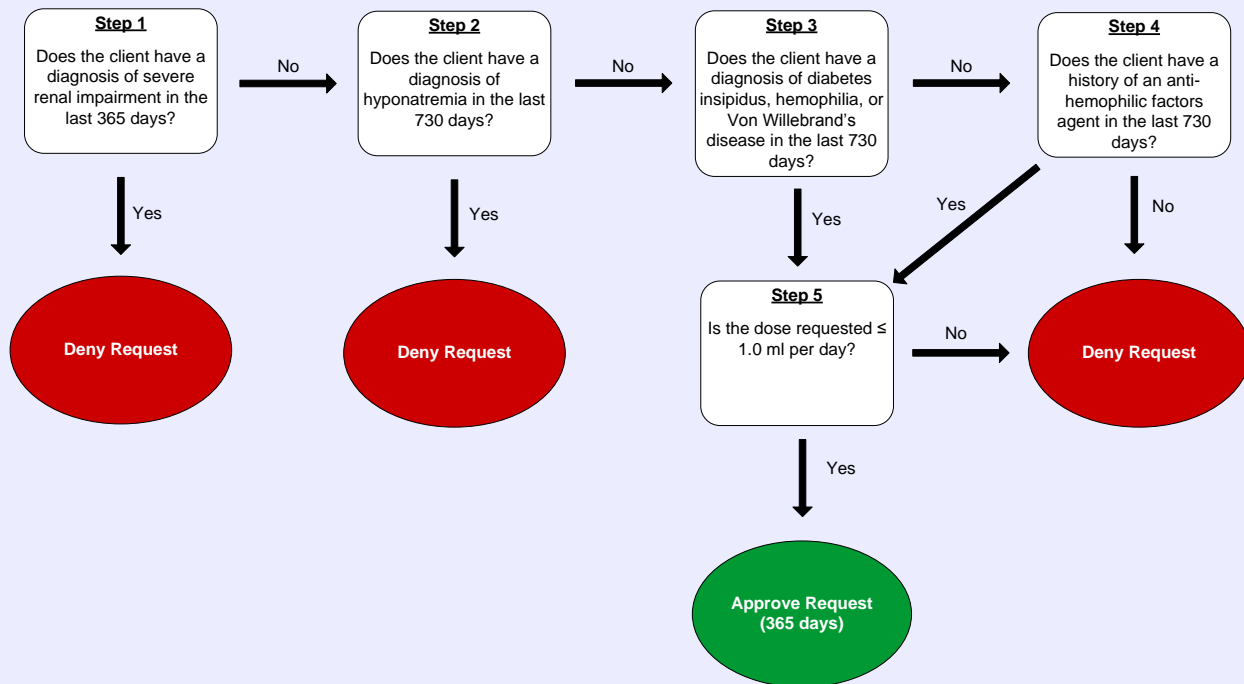 Step 1
Does the client have a
diagnosis of severe
renal impairment in the
last 365 days?
No
Step 2
Does the client have a
diagnosis of
hyponatremia in the last
730 days?
No
Step 3
Does the client have a
diagnosis of diabetes
insipidus, hemophilia, or
Von Willebrand’s
disease in the last 730
days?
No
Step 4
Does the client have a
history of an anti-
hemophilic factors
agent in the last 730
days?
Yes
Yes
Yes
Yes
No
Deny Request
Deny Request
Step 5
Is the dose requested ≤
1.0 ml per day?
No
Deny Request
Yes
Approve Request
(365 days)